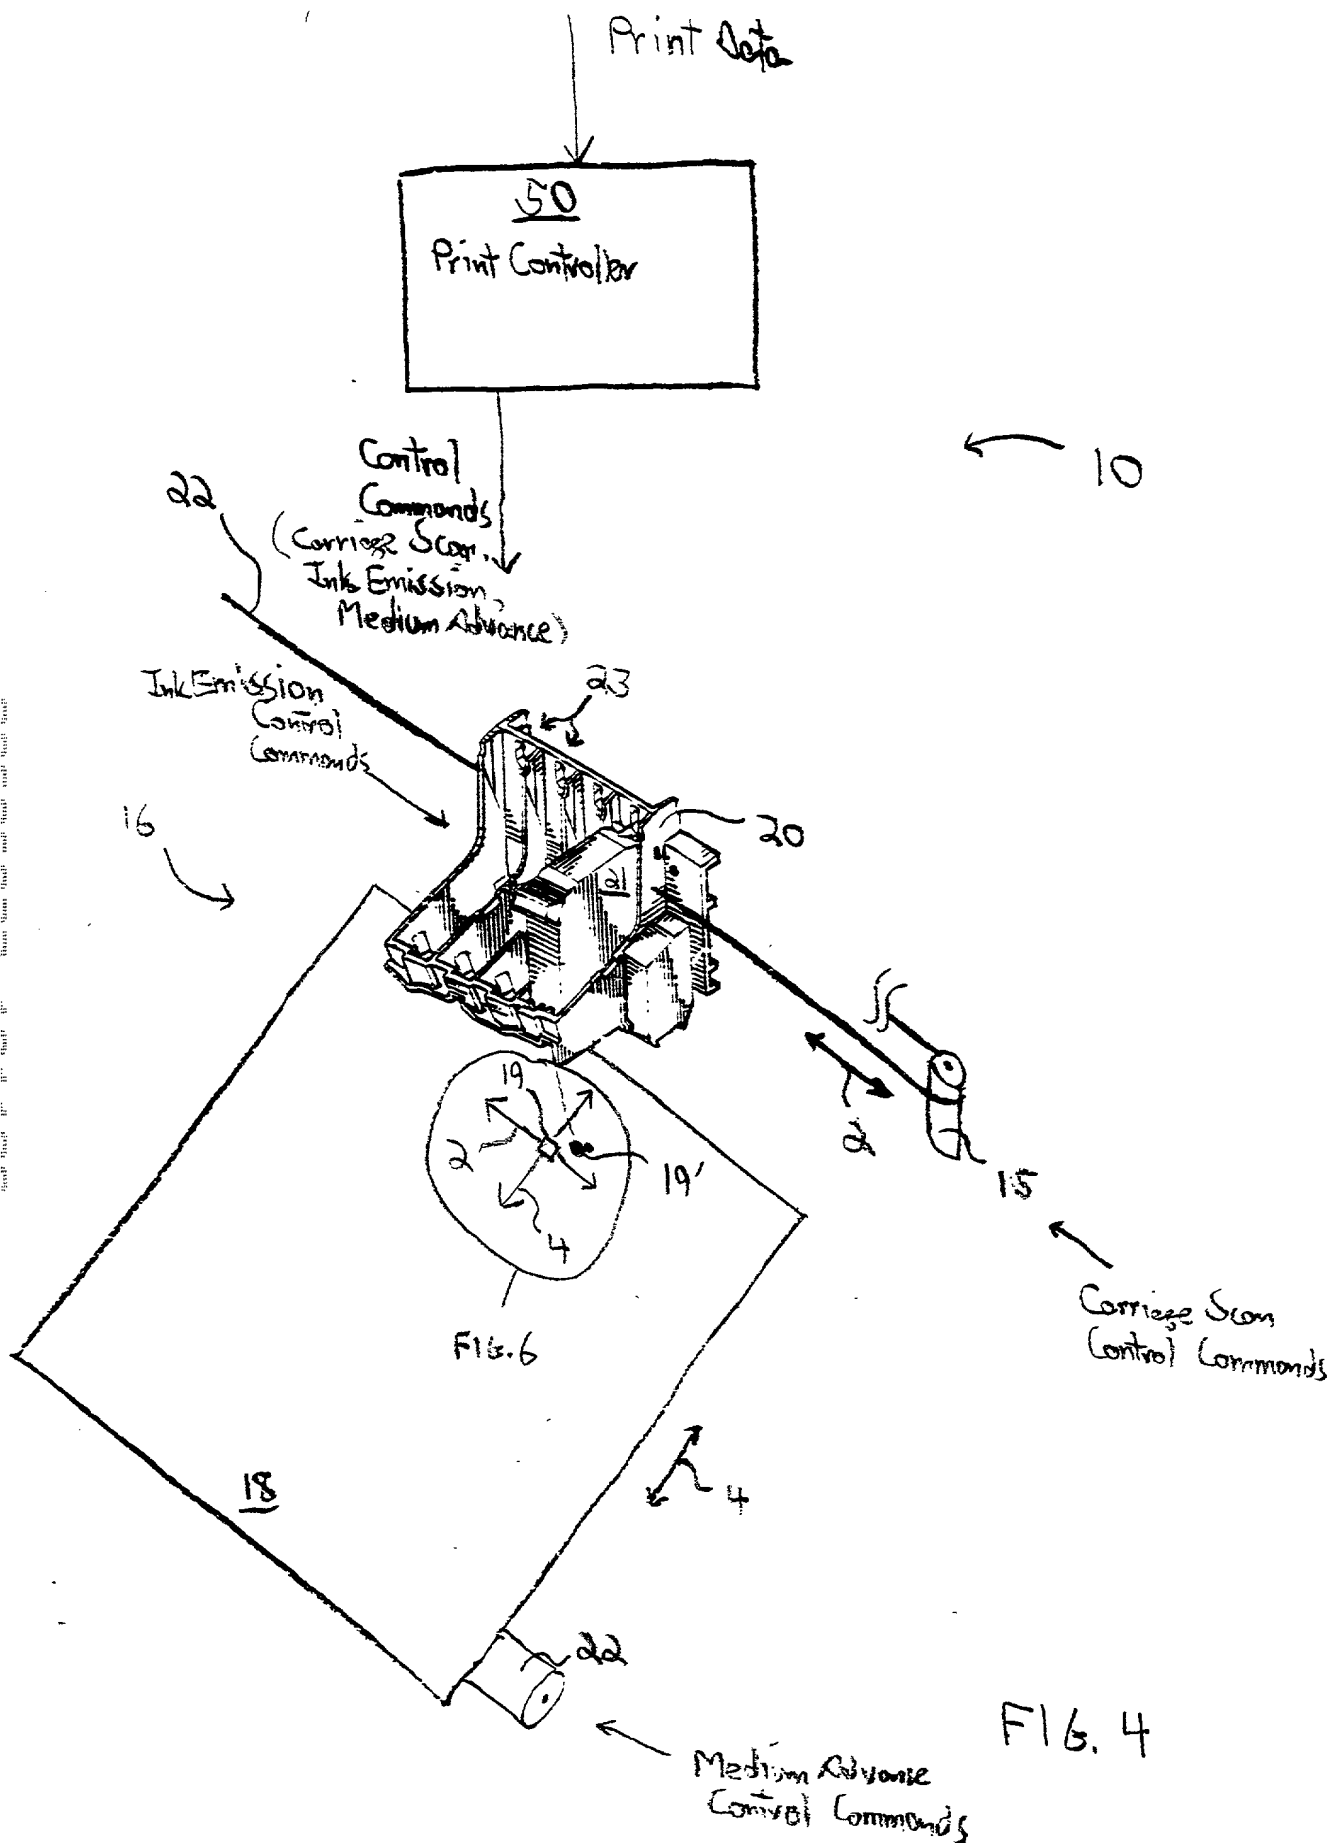 Print Data
50
Print Controller
10
Control
Commands
(Carriage Scan,
Ink Emission,
Medium Advance)
22
23
Ink Emission
Control
Commands
16
20
2
15
19
2
19'
4
Carriage Scan
Control Commands
FIG. 6
18
4
22
FIG. 4
Medium Advance
Control Commands